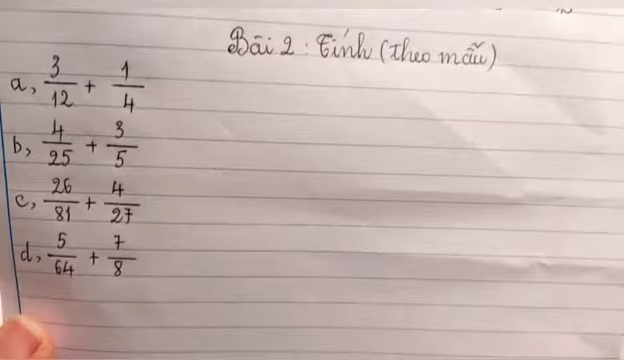 Bài 2: Tính (theo mẫu)
a, 3/12 + 1/4
b, 4/25 + 3/5
c, 26/81 + 4/27
d, 5/64 + 7/8